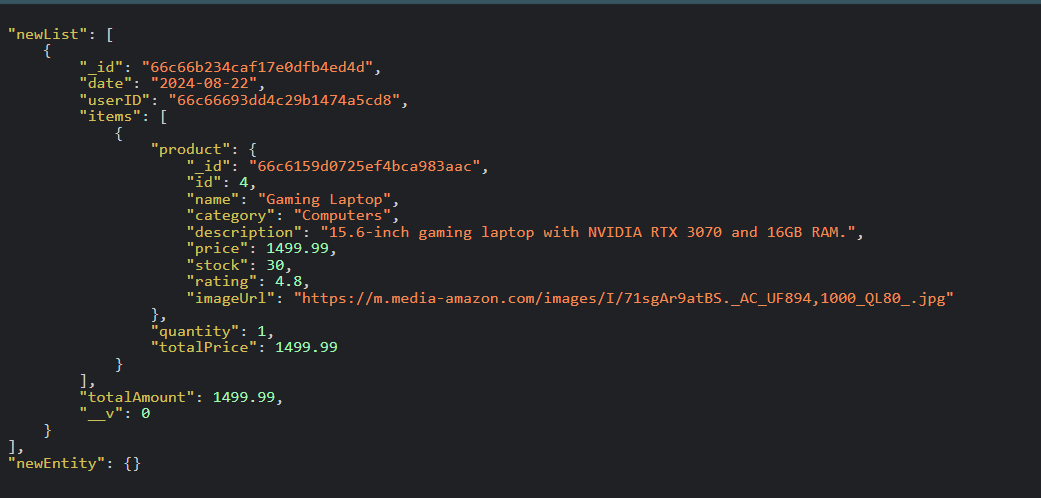 "newList": [
{
"_id": "66c66b234caf17e0dfb4ed4d",
"date": "2024-08-22",
"userID": "66c66693dd4c29b1474a5cd8",
"items": [
{
"product": {
"_id": "66c6159d0725ef4bca983aac",
"id": 4,
"name": "Gaming Laptop",
"category": "Computers",
"description": "15.6-inch gaming laptop with NVIDIA RTX 3070 and 16GB RAM.",
"price": 1499.99,
"stock": 30,
"rating": 4.8,
"imageUrl": "https://m.media-amazon.com/images/I/71sgAr9atBS._AC_UF894,1000_QL80_.jpg"
},
"quantity": 1,
"totalPrice": 1499.99
}
],
"totalAmount": 1499.99,
"__v": 0
}
],
"newEntity": {}